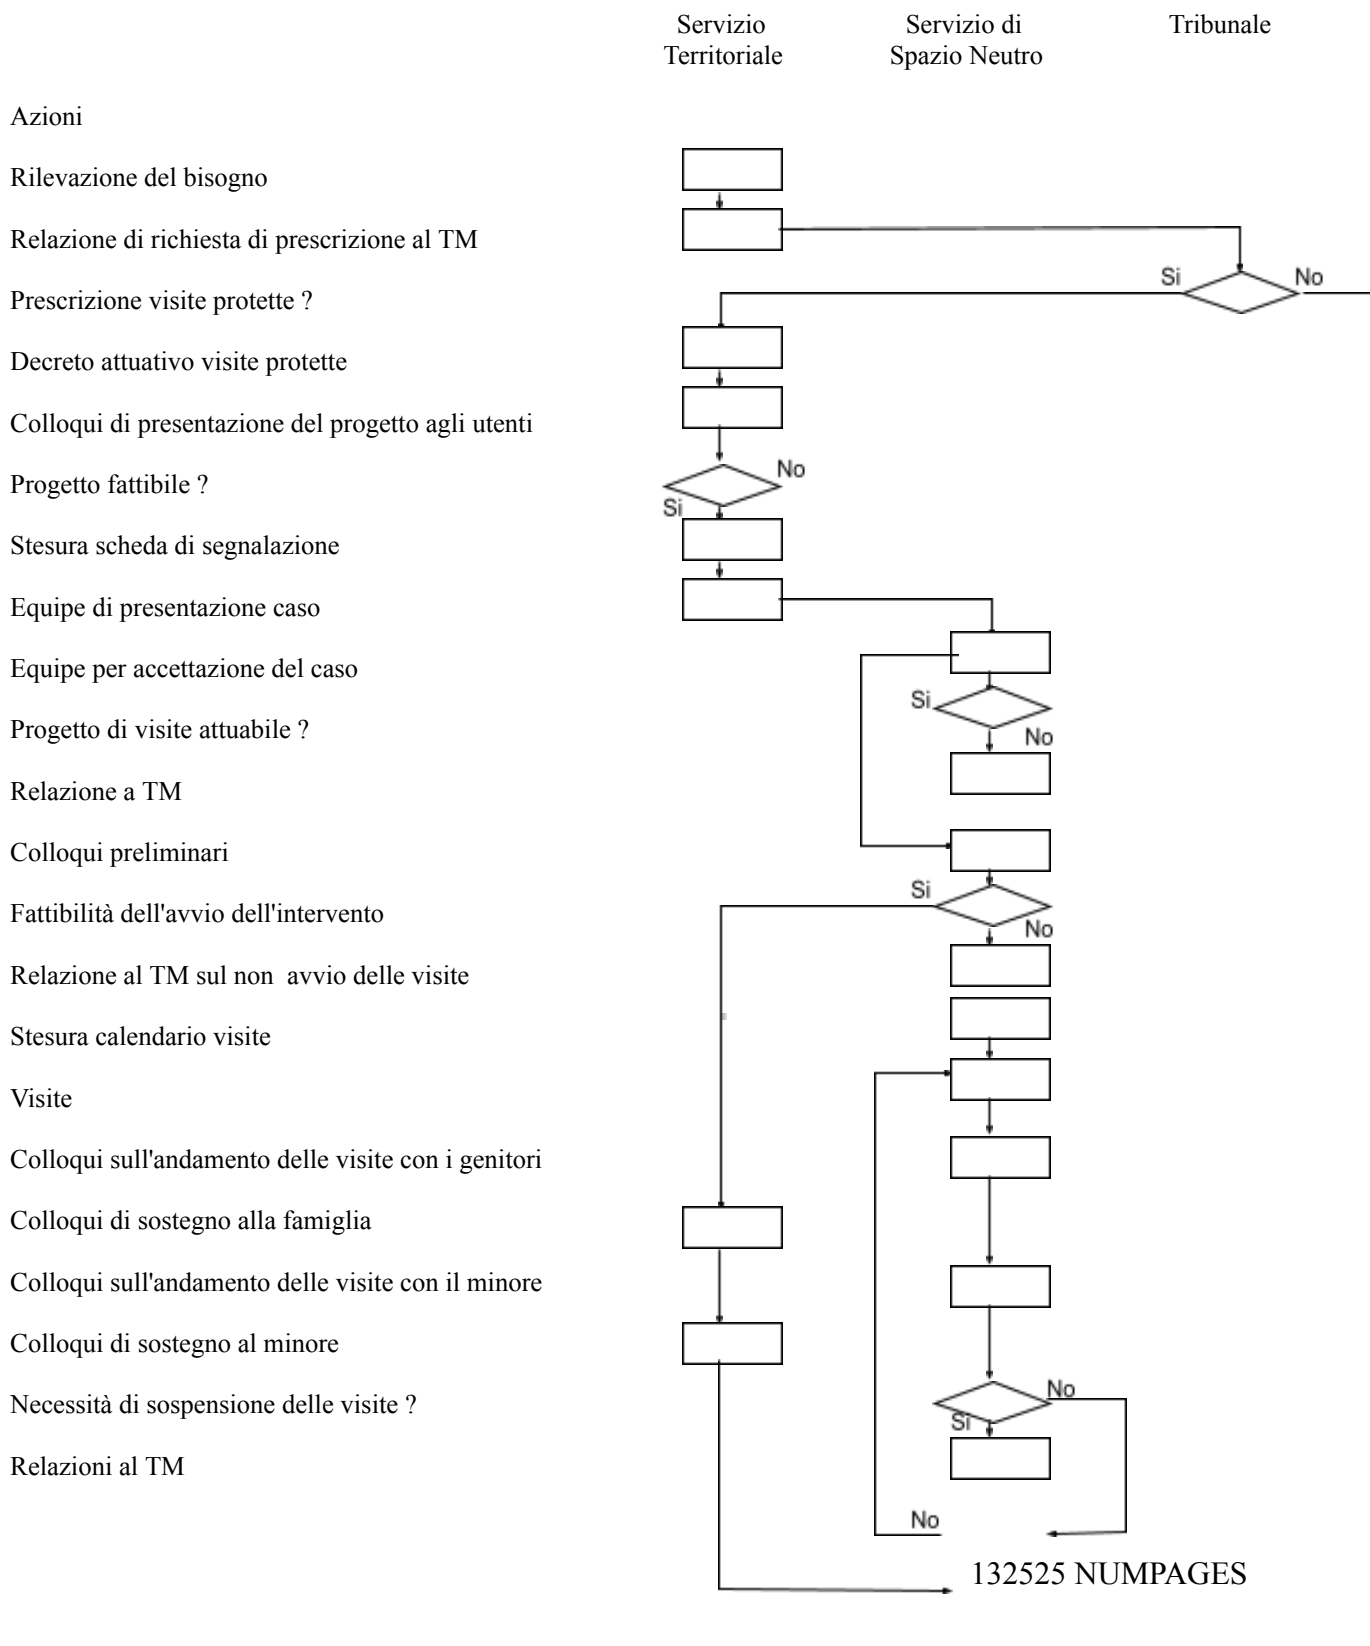 Servizio Territoriale
Servizio di Spazio Neutro
Tribunale
Azioni
Rilevazione del bisogno
Relazione di richiesta di prescrizione al TM
Si
No
Prescrizione visite protette ?
Decreto attuativo visite protette
Colloqui di presentazione del progetto agli utenti
No
Progetto fattibile ?
Si
Stesura scheda di segnalazione
Equipe di presentazione caso
Equipe per accettazione del caso
Si
Progetto di visite attuabile ?
No
Relazione a TM
Colloqui preliminari
Si
Fattibilità dell'avvio dell'intervento
No
Relazione al TM sul non  avvio delle visite
Stesura calendario visite
Visite
Colloqui sull'andamento delle visite con i genitori
Colloqui di sostegno alla famiglia
Colloqui sull'andamento delle visite con il minore
Colloqui di sostegno al minore
No
Necessità di sospensione delle visite ?
Si
Relazioni al TM
No
132525 NUMPAGES